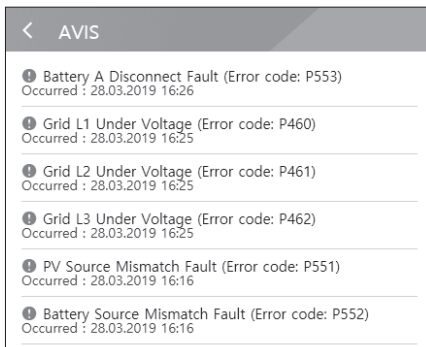 AVIS
Battery A Disconnect Fault (Error code: P553)
Occurred : 28.03.2019 16:26
Grid L1 Under Voltage (Error code: P460)
Occurred : 28.03.2019 16:25
Grid L2 Under Voltage (Error code: P461)
Occurred : 28.03.2019 16:25
Grid L3 Under Voltage (Error code: P462)
Occurred : 28.03.2019 16:25
PV Source Mismatch Fault (Error code: P551)
Occurred : 28.03.2019 16:16
Battery Source Mismatch Fault (Error code: P552)
Occurred : 28.03.2019 16:16